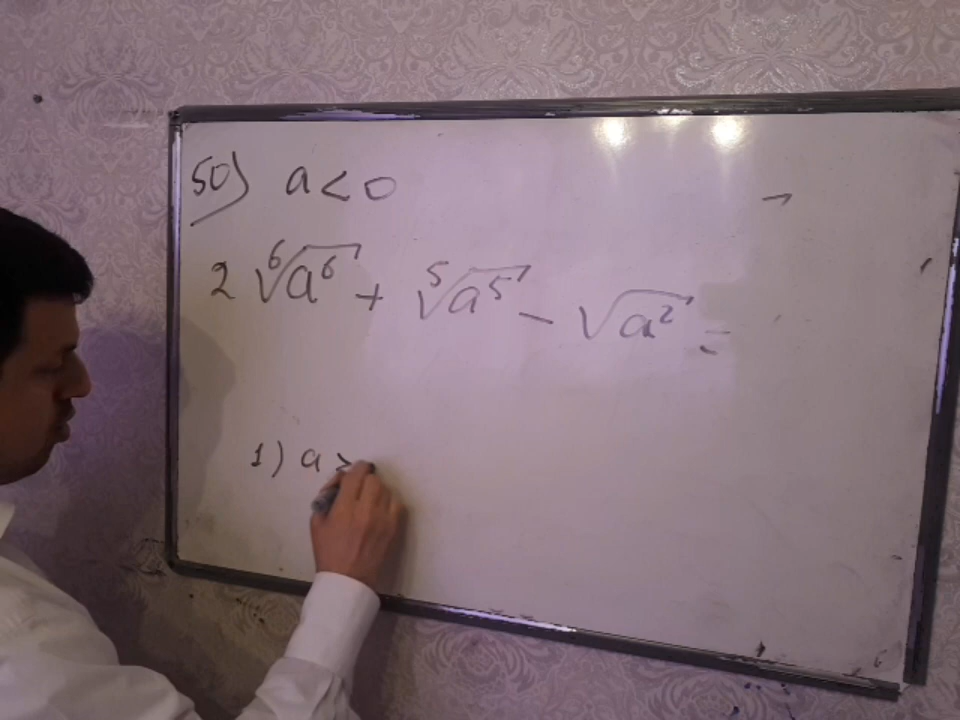 50) a<0
2 ⁶√a⁶ + ⁵√a⁵ - √a² =
1) a >